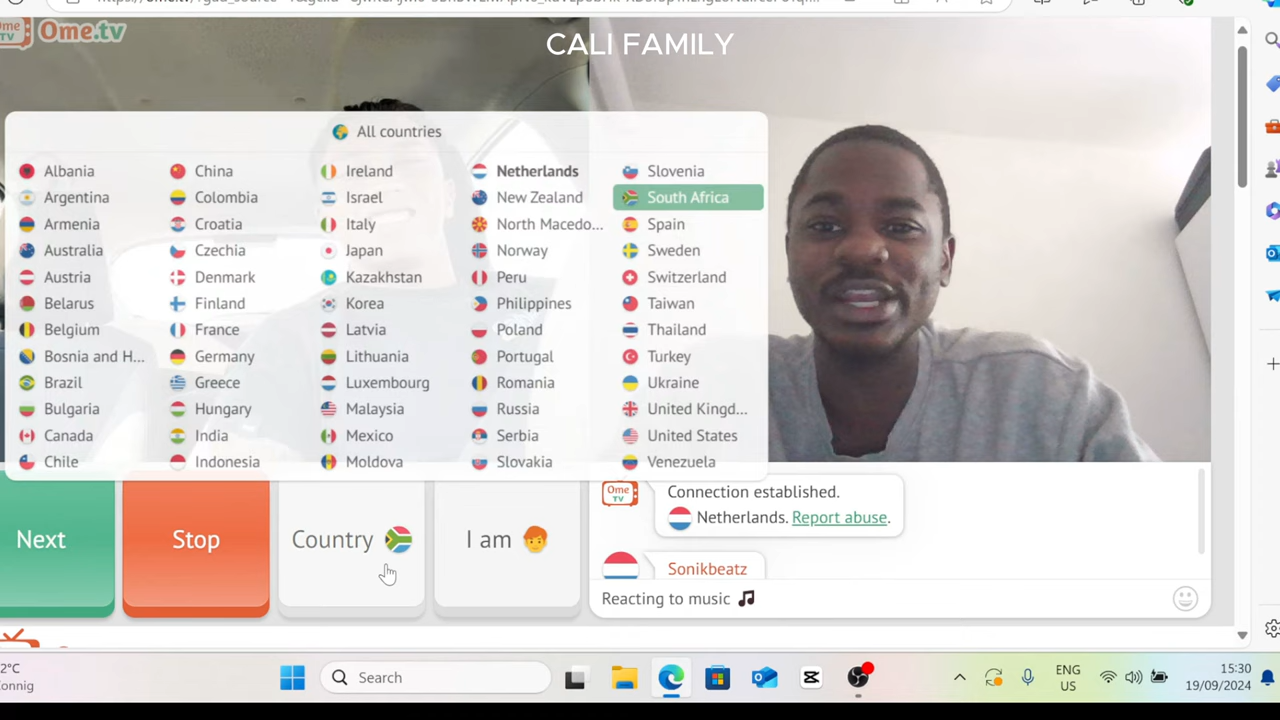 Ome.tv
CALI FAMILY
All countries
Albania
China
Ireland
Netherlands
Slovenia
Argentina
Colombia
Israel
New Zealand
South Africa
Armenia
Croatia
Italy
North Macedo...
Spain
Australia
Czechia
Japan
Norway
Sweden
Austria
Denmark
Kazakhstan
Peru
Switzerland
Belarus
Finland
Korea
Philippines
Taiwan
Belgium
France
Latvia
Poland
Thailand
Bosnia and H...
Germany
Lithuania
Portugal
Turkey
Brazil
Greece
Luxembourg
Romania
Ukraine
Bulgaria
Hungary
Malaysia
Russia
United Kingd...
Canada
India
Mexico
Serbia
United States
Chile
Indonesia
Moldova
Slovakia
Venezuela
Next
Stop
Country
I am
Ome TV
Connection established.
Netherlands. Report abuse.
Sonikbeatz
Reacting to music
2°C
onnig
Search
ENG
US
15:30
19/09/2024